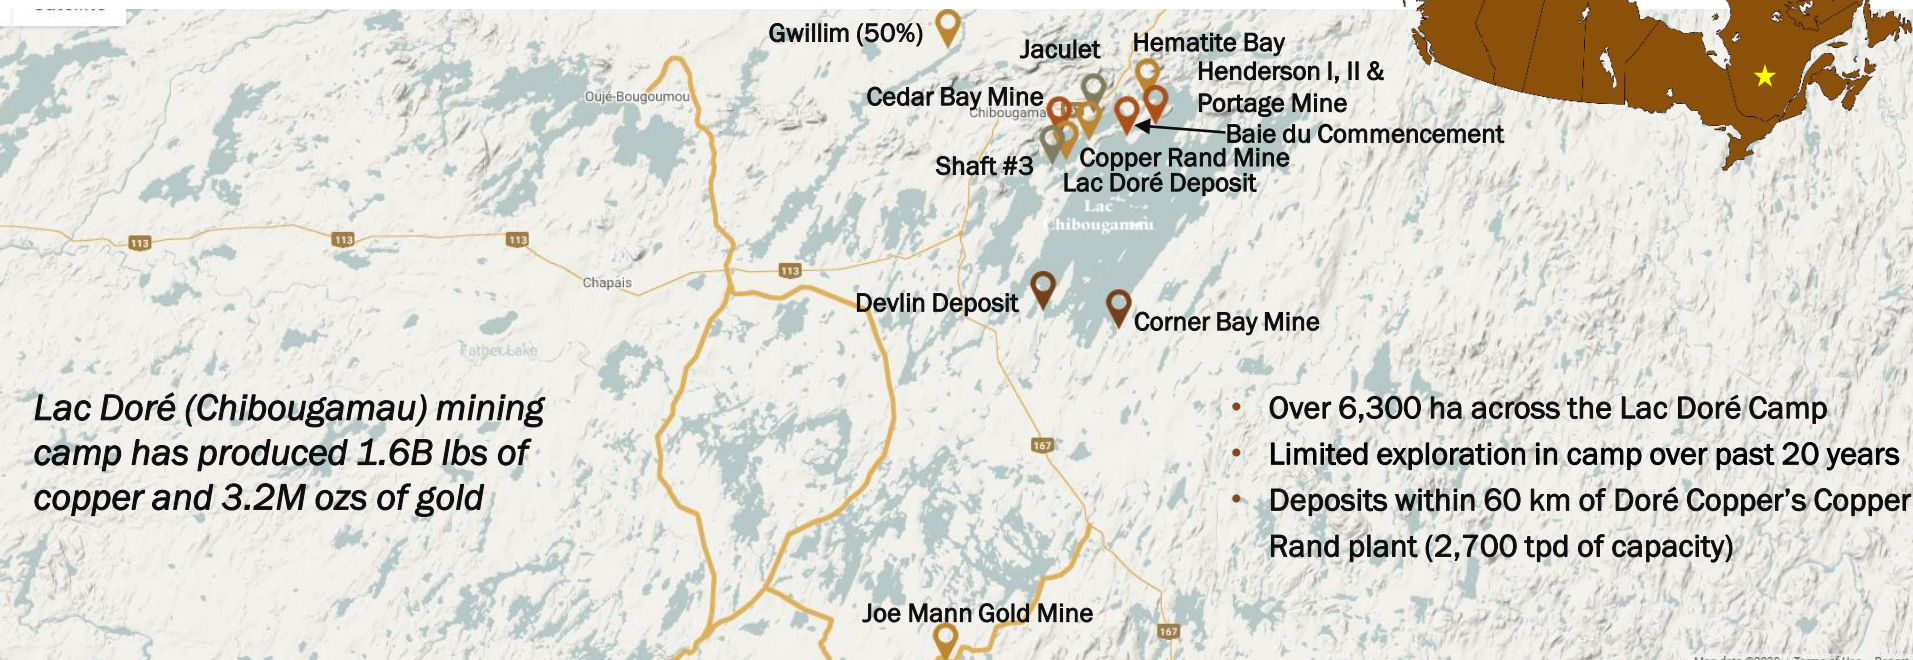 Gwillim (50%)
Jaculet
Hematite Bay
Henderson I, II &
Portage Mine
Oujé-Bougoumou
Cedar Bay Mine
Baie du Commencement
Shaft #3
Copper Rand Mine
Lac Doré Deposit
Lac
Chibougamau
113
113
113
113
Chapais
Devlin Deposit
Corner Bay Mine
Father Lake
Lac Doré (Chibougamau) mining
camp has produced 1.6B lbs of
copper and 3.2M ozs of gold
167
• Over 6,300 ha across the Lac Doré Camp
• Limited exploration in camp over past 20 years
• Deposits within 60 km of Doré Copper’s Copper
Rand plant (2,700 tpd of capacity)
Joe Mann Gold Mine
167